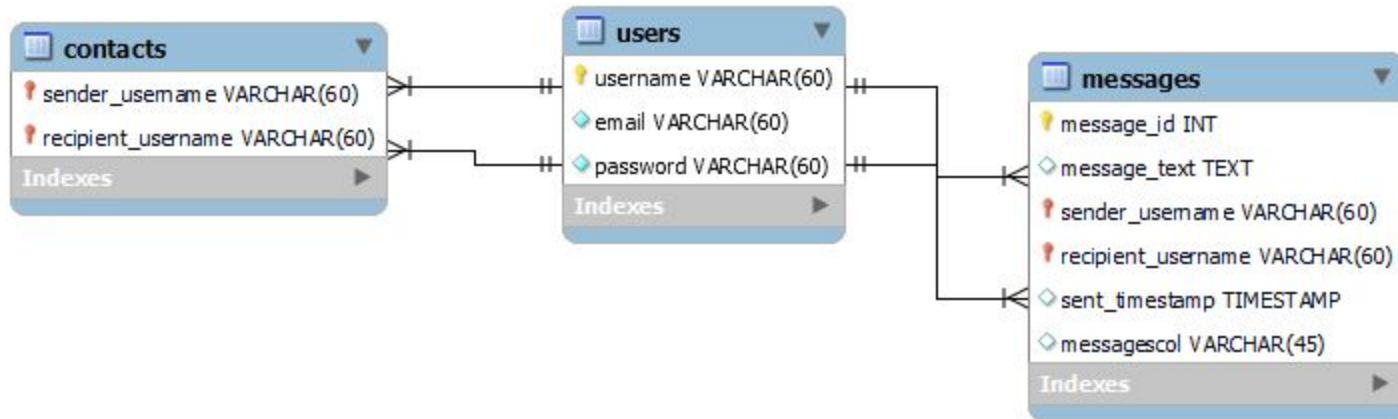 contacts
sender_username VARCHAR(60)
recipient_username VARCHAR(60)
Indexes
users
username VARCHAR(60)
email VARCHAR(60)
password VARCHAR(60)
Indexes
messages
message_id INT
message_text TEXT
sender_username VARCHAR(60)
recipient_username VARCHAR(60)
sent_timestamp TIMESTAMP
messagescol VARCHAR(45)
Indexes